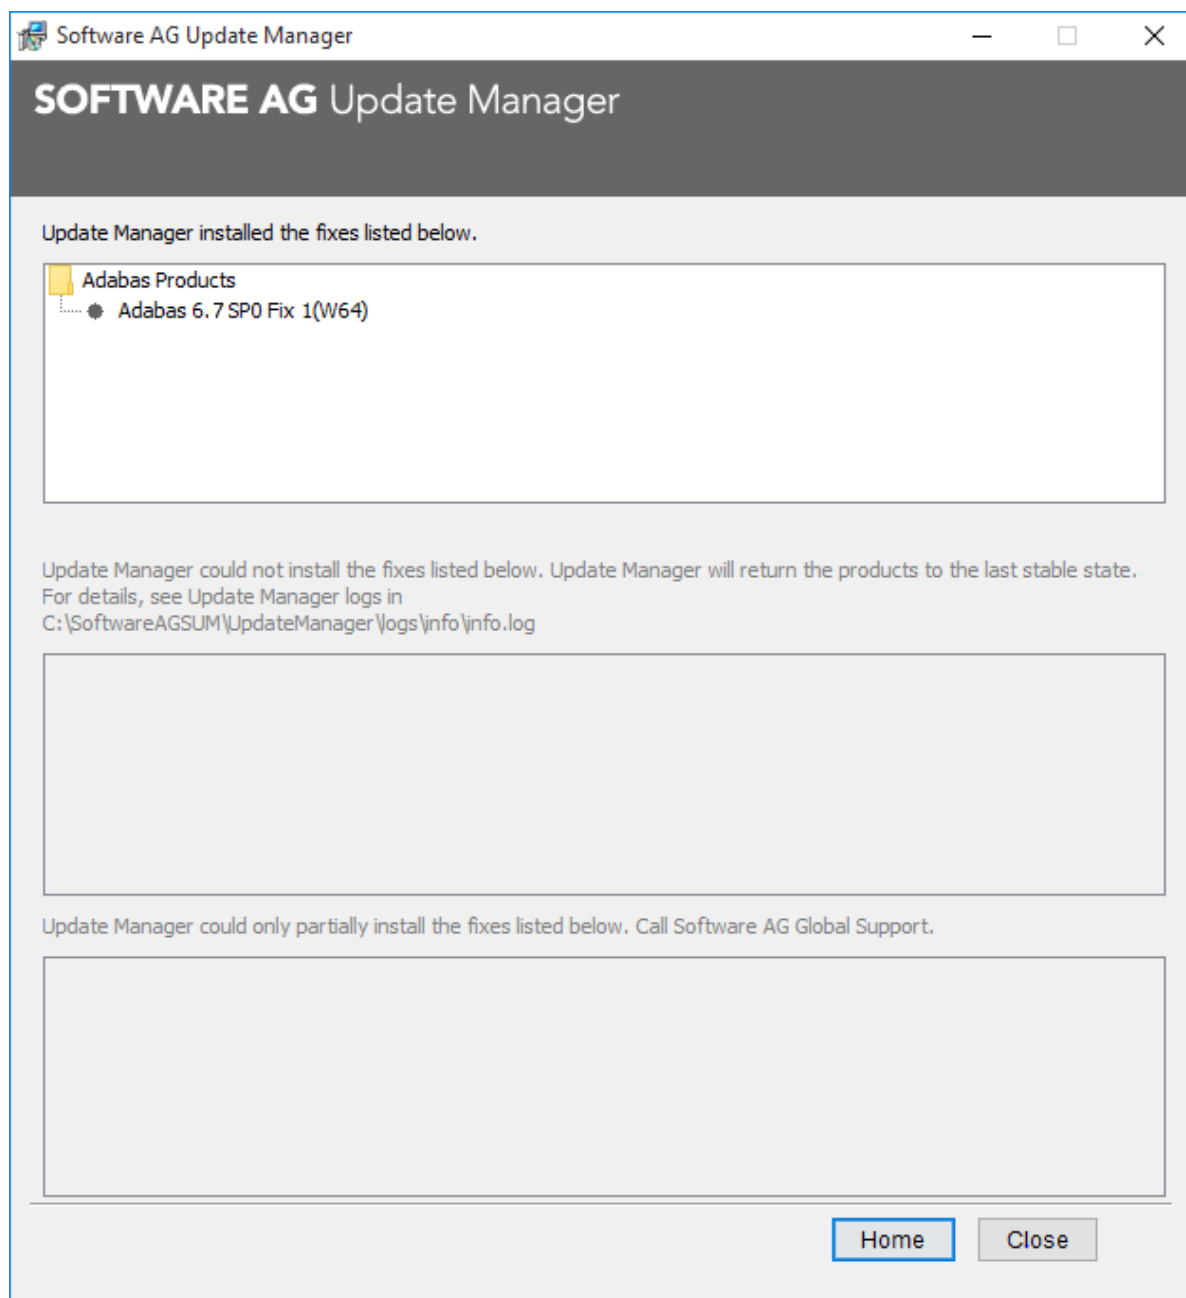 Software AG Update Manager
SOFTWARE AG Update Manager
Update Manager installed the fixes listed below.
Adabas Products
Adabas 6.7 SP0 Fix 1(W64)
Update Manager could not install the fixes listed below. Update Manager will return the products to the last stable state.
For details, see Update Manager logs in
C:\SoftwareAGSUM\UpdateManager\logs\info\info.log
Update Manager could only partially install the fixes listed below. Call Software AG Global Support.
Home
Close